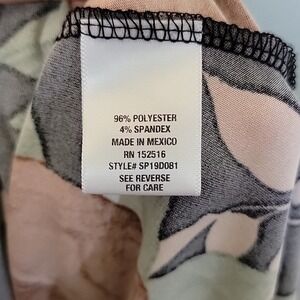 96% POLYESTER
4% SPANDEX
MADE IN MEXICO
RN 152516
STYLE# SP19D081
SEE REVERSE
FOR CARE